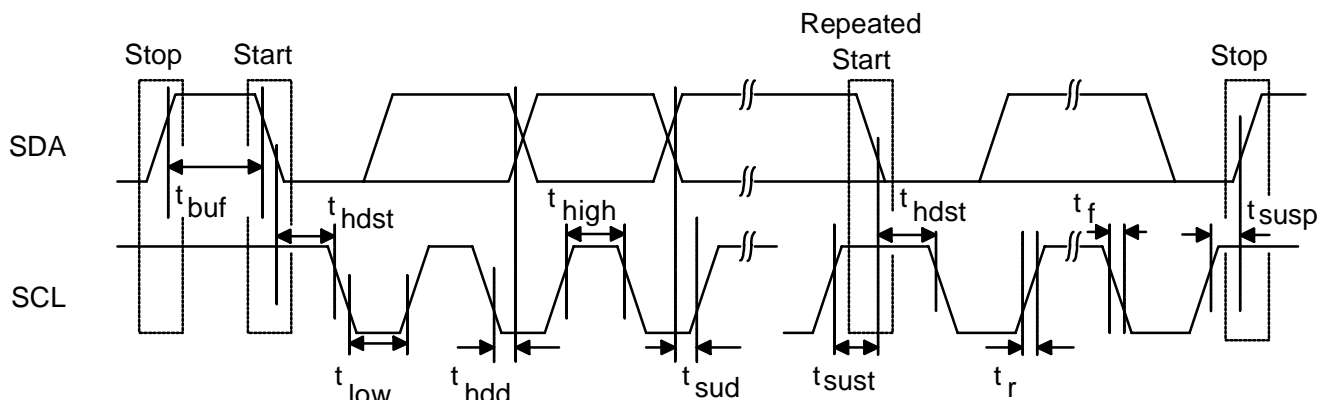 Repeated
Stop Start Start Stop
SDA
t buf t hdst t high t hdst t f t susp
SCL
t low t hdd t sud t sust t r